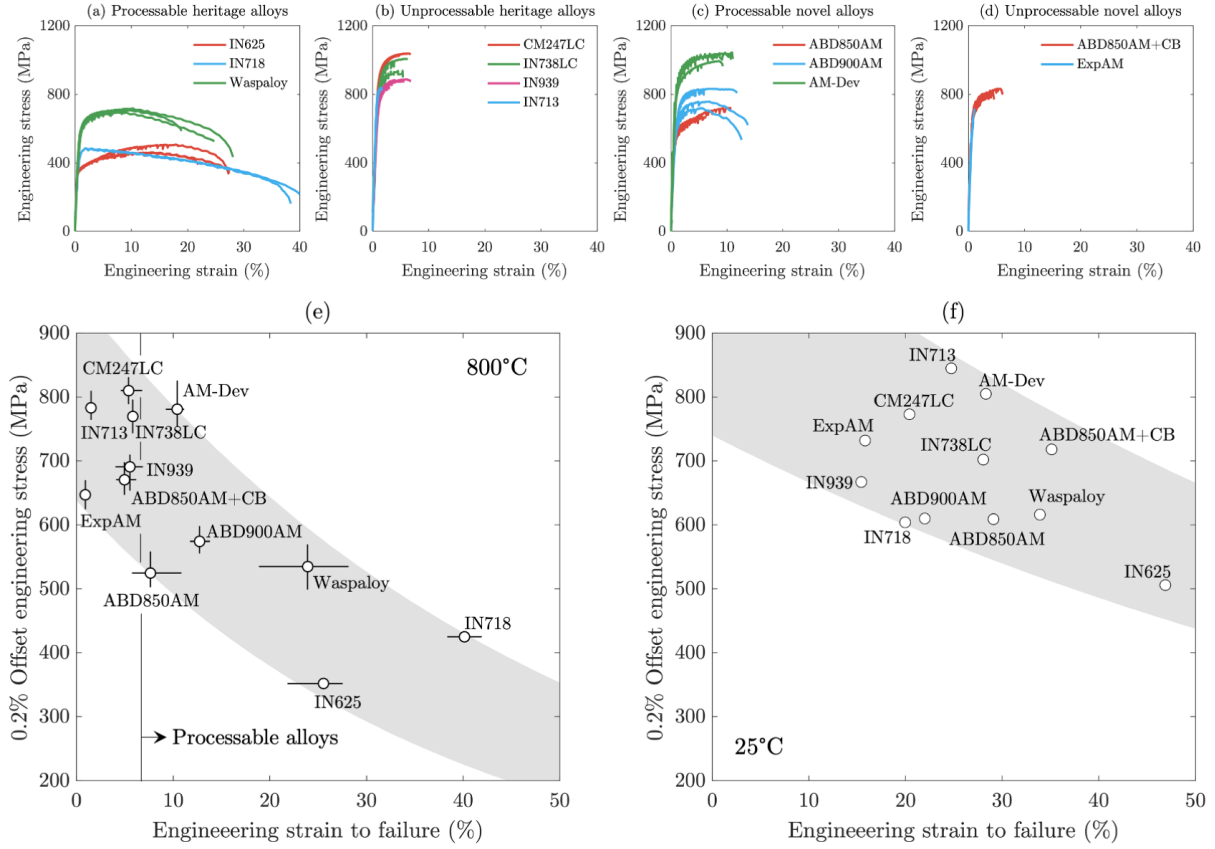 (a) Processable heritage alloys
Engineering stress (MPa)
1200
800
400
0
IN625
IN718
Waspaloy
0 10 20 30 40
Engineering strain (%)
(b) Unprocessable heritage alloys
Engineering stress (MPa)
1200
800
400
0
CM247LC
IN738LC
IN939
IN713
0 10 20 30 40
Engineering strain (%)
(c) Processable novel alloys
Engineering stress (MPa)
1200
800
400
0
ABD850AM
ABD900AM
AM-Dev
0 10 20 30 40
Engineering strain (%)
(d) Unprocessable novel alloys
Engineering stress (MPa)
1200
800
400
0
ABD850AM+CB
ExpAM
0 10 20 30 40
Engineering strain (%)
(e)
0.2% Offset engineering stress (MPa)
900
800
700
600
500
400
300
200
800°C
CM247LC
AM-Dev
IN713
IN738LC
IN939
ABD850AM+CB
ExpAM
ABD900AM
Waspaloy
ABD850AM
IN718
IN625
Processable alloys
0 10 20 30 40 50
Engineeering strain to failure (%)
(f)
0.2% Offset engineering stress (MPa)
900
800
700
600
500
400
300
200
IN713
AM-Dev
CM247LC
ExpAM
IN738LC
ABD850AM+CB
IN939
ABD900AM
Waspaloy
IN718
ABD850AM
IN625
25°C
0 10 20 30 40 50
Engineeering strain to failure (%)